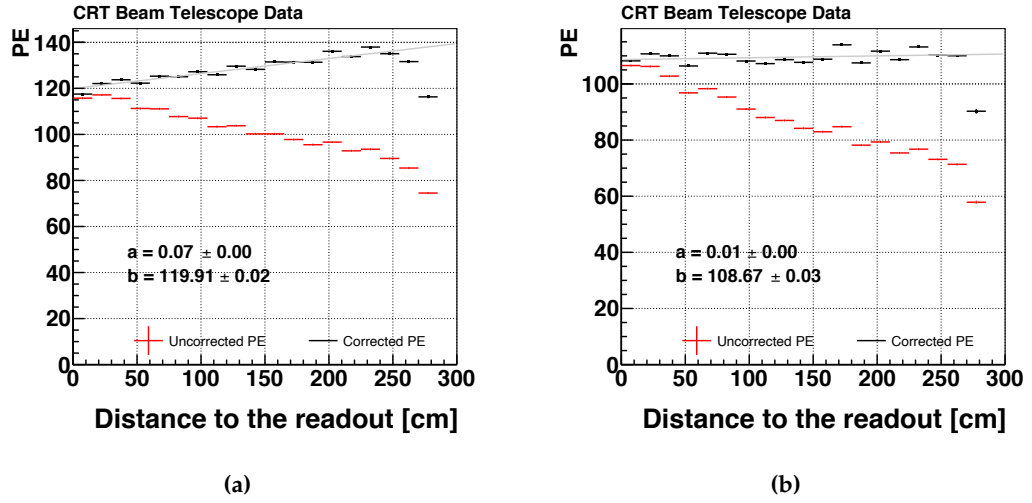 CRT Beam Telescope Data
PE
140
120
100
80
60
40
20
0
a = 0.07 ± 0.00
b = 119.91 ± 0.02
Uncorrected PE
Corrected PE
0 50 100 150 200 250 300
Distance to the readout [cm]
(a)
CRT Beam Telescope Data
PE
100
80
60
40
20
0
a = 0.01 ± 0.00
b = 108.67 ± 0.03
Uncorrected PE
Corrected PE
0 50 100 150 200 250 300
Distance to the readout [cm]
(b)